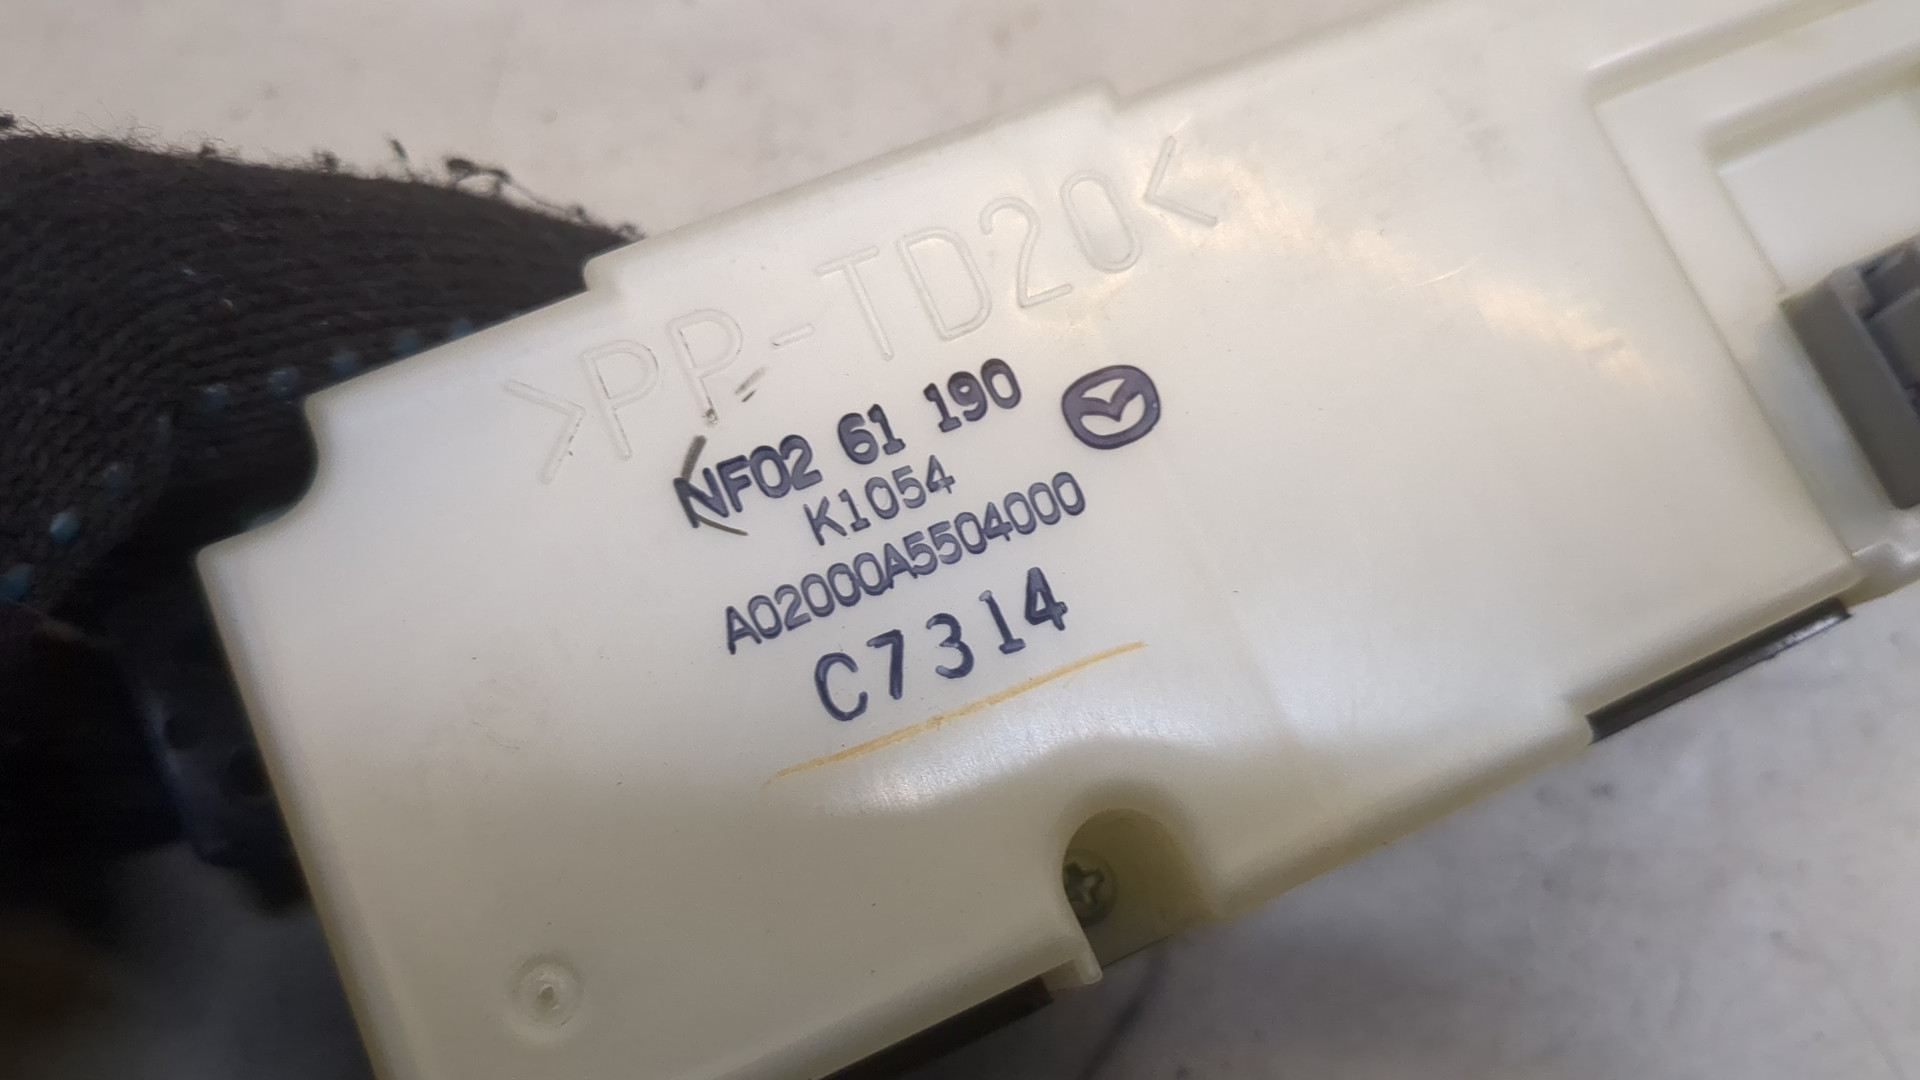 >PP-TD20<
NF02 61 190
K1054
A02000A5504000
C7314